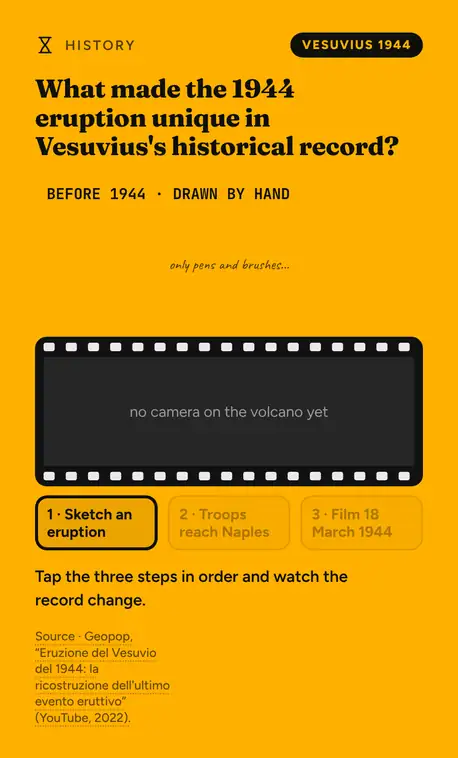 HISTORY
VESUVIUS 1944
What made the 1944
eruption unique in
Vesuvius's historical record?
BEFORE 1944 · DRAWN BY HAND
only pens and brushes...
no camera on the volcano yet
1 · Sketch an
eruption
2 · Troops
reach Naples
3 · Film 18
March 1944
Tap the three steps in order and watch the
record change.
Source · Geopop,
"Eruzione del Vesuvio
del 1944: la
ricostruzione dell'ultimo
evento eruttivo"
(YouTube, 2022).